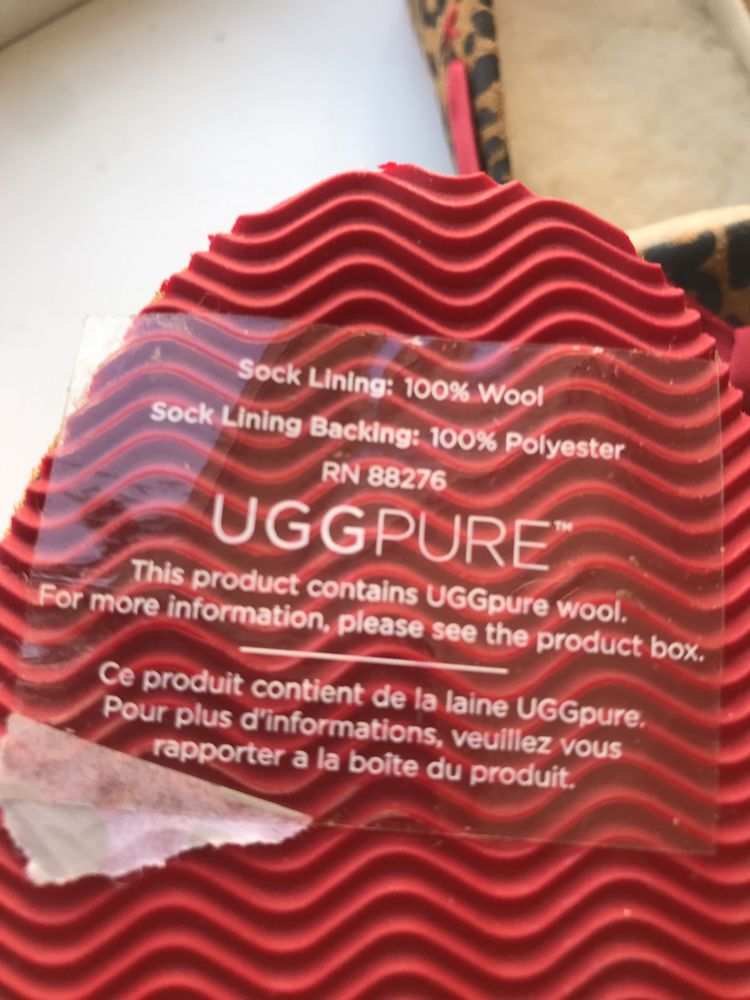 Sock Lining: 100% Wool
Sock Lining Backing: 100% Polyester
RN 88276
UGGPURE™
This product contains UGGpure wool.
For more information, please see the product box.
Ce produit contient de la laine UGGpure.
Pour plus d'informations, veuillez vous
rapporter a la boîte du produit.